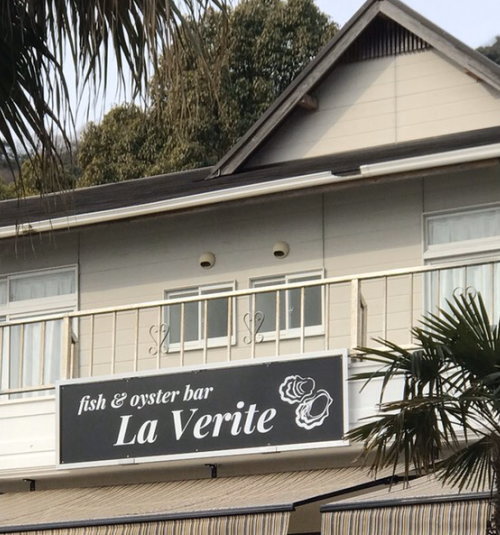 fish & oyster bar
La Verite